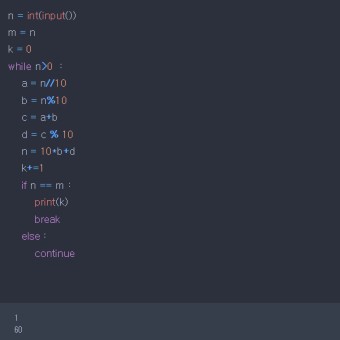 n = int(input())
m = n
k = 0
while n>0 :
    a = n//10
    b = n%10
    c = a+b
    d = c % 10
    n = 10*b+d
    k+=1
    if n == m :
        print(k)
        break
    else :
        continue
1
60